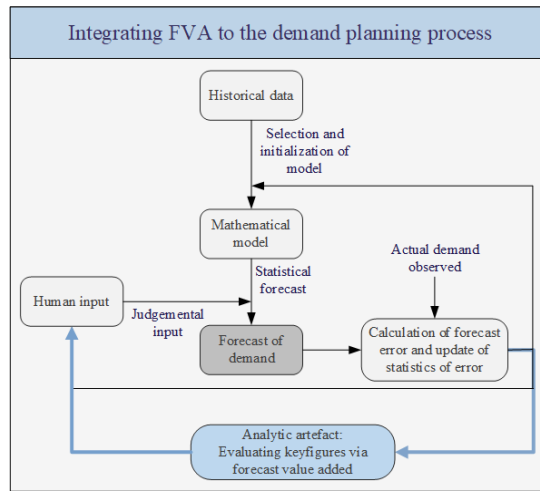 Integrating FVA to the demand planning process
Historical data
Selection and
initialization of
model
Mathematical
model
Statistical
forecast
Actual demand
observed
Human input
Judgemental
input
Forecast of
demand
Calculation of forecast
error and update of
statistics of error
Analytic artefact:
Evaluating keyfigures via
forecast value added